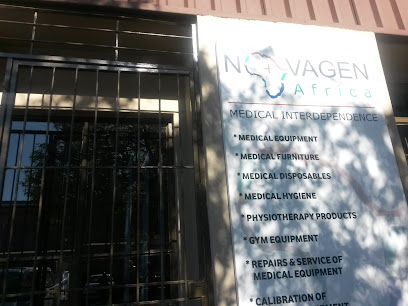 NOVAGEN
Africa
MEDICAL INTERDEPENDENCE
* MEDICAL EQUIPMENT
* MEDICAL FURNITURE
* MEDICAL DISPOSABLES
* MEDICAL HYGIENE
* PHYSIOTHERAPY PRODUCTS
* GYM EQUIPMENT
* REPAIRS & SERVICE OF
MEDICAL EQUIPMENT
* CALIBRATION OF